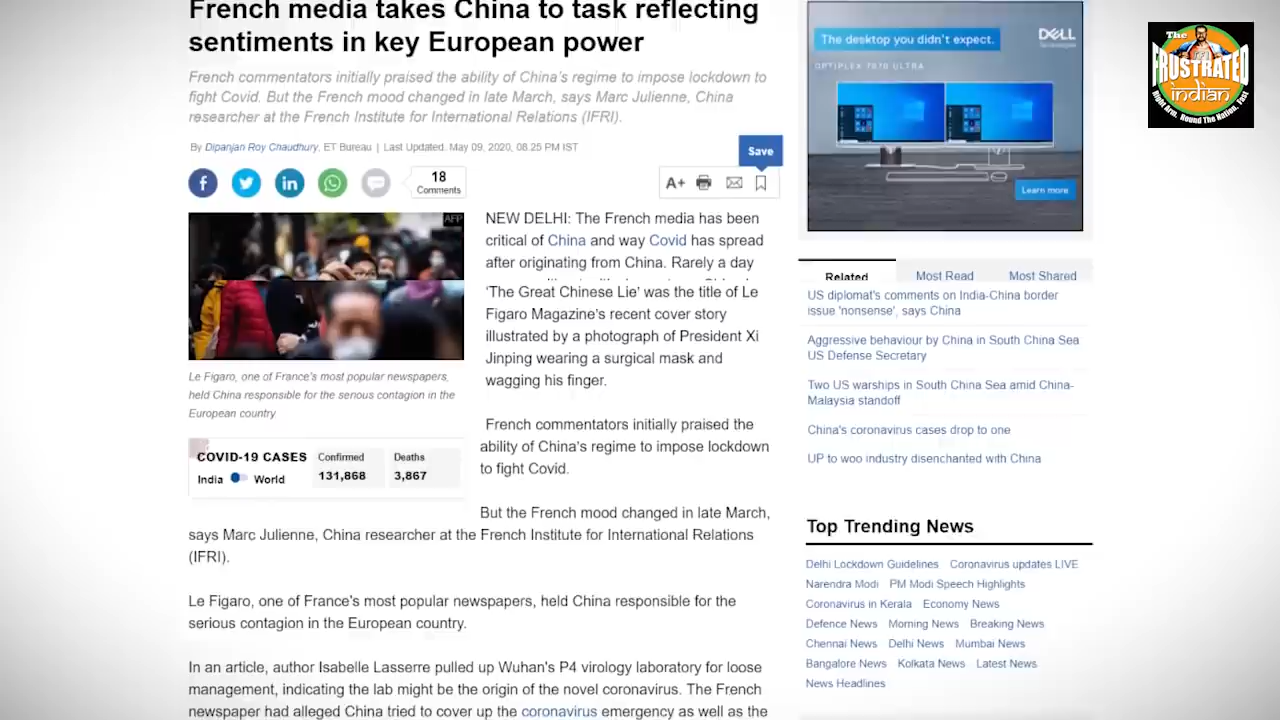 French media takes China to task reflecting
sentiments in key European power
French commentators initially praised the ability of China's regime to impose lockdown to
fight Covid. But the French mood changed in late March, says Marc Julienne, China
researcher at the French Institute for International Relations (IFRI).
By Dipanjan Roy Chaudhury, ET Bureau | Last Updated: May 09, 2020, 08.25 PM IST
Save
18
Comments
A+
AFP
NEW DELHI: The French media has been
critical of China and way Covid has spread
after originating from China. Rarely a day
'The Great Chinese Lie' was the title of Le
Figaro Magazine's recent cover story
illustrated by a photograph of President Xi
Jinping wearing a surgical mask and
wagging his finger.
Le Figaro, one of France's most popular newspapers,
held China responsible for the serious contagion in the
European country
COVID-19 CASES
India World
Confirmed
131,868
Deaths
3,867
French commentators initially praised the
ability of China's regime to impose lockdown
to fight Covid.
But the French mood changed in late March,
says Marc Julienne, China researcher at the French Institute for International Relations
(IFRI).
Le Figaro, one of France's most popular newspapers, held China responsible for the
serious contagion in the European country.
In an article, author Isabelle Lasserre pulled up Wuhan's P4 virology laboratory for loose
management, indicating the lab might be the origin of the novel coronavirus. The French
newspaper had alleged China tried to cover up the coronavirus emergency as well as the
The desktop you didn't expect.
DELL
Technologies
OPTIPLEX 7070 ULTRA
Learn more
Related Most Read Most Shared
US diplomat's comments on India-China border
issue 'nonsense', says China
Aggressive behaviour by China in South China Sea
US Defense Secretary
Two US warships in South China Sea amid China-
Malaysia standoff
China's coronavirus cases drop to one
UP to woo industry disenchanted with China
Top Trending News
Delhi Lockdown Guidelines Coronavirus updates LIVE
Narendra Modi PM Modi Speech Highlights
Coronavirus in Kerala Economy News
Defence News Morning News Breaking News
Chennai News Delhi News Mumbai News
Bangalore News Kolkata News Latest News
News Headlines
The
FRUSTRATED
indian
Right Arm, Round The Nation, Fast